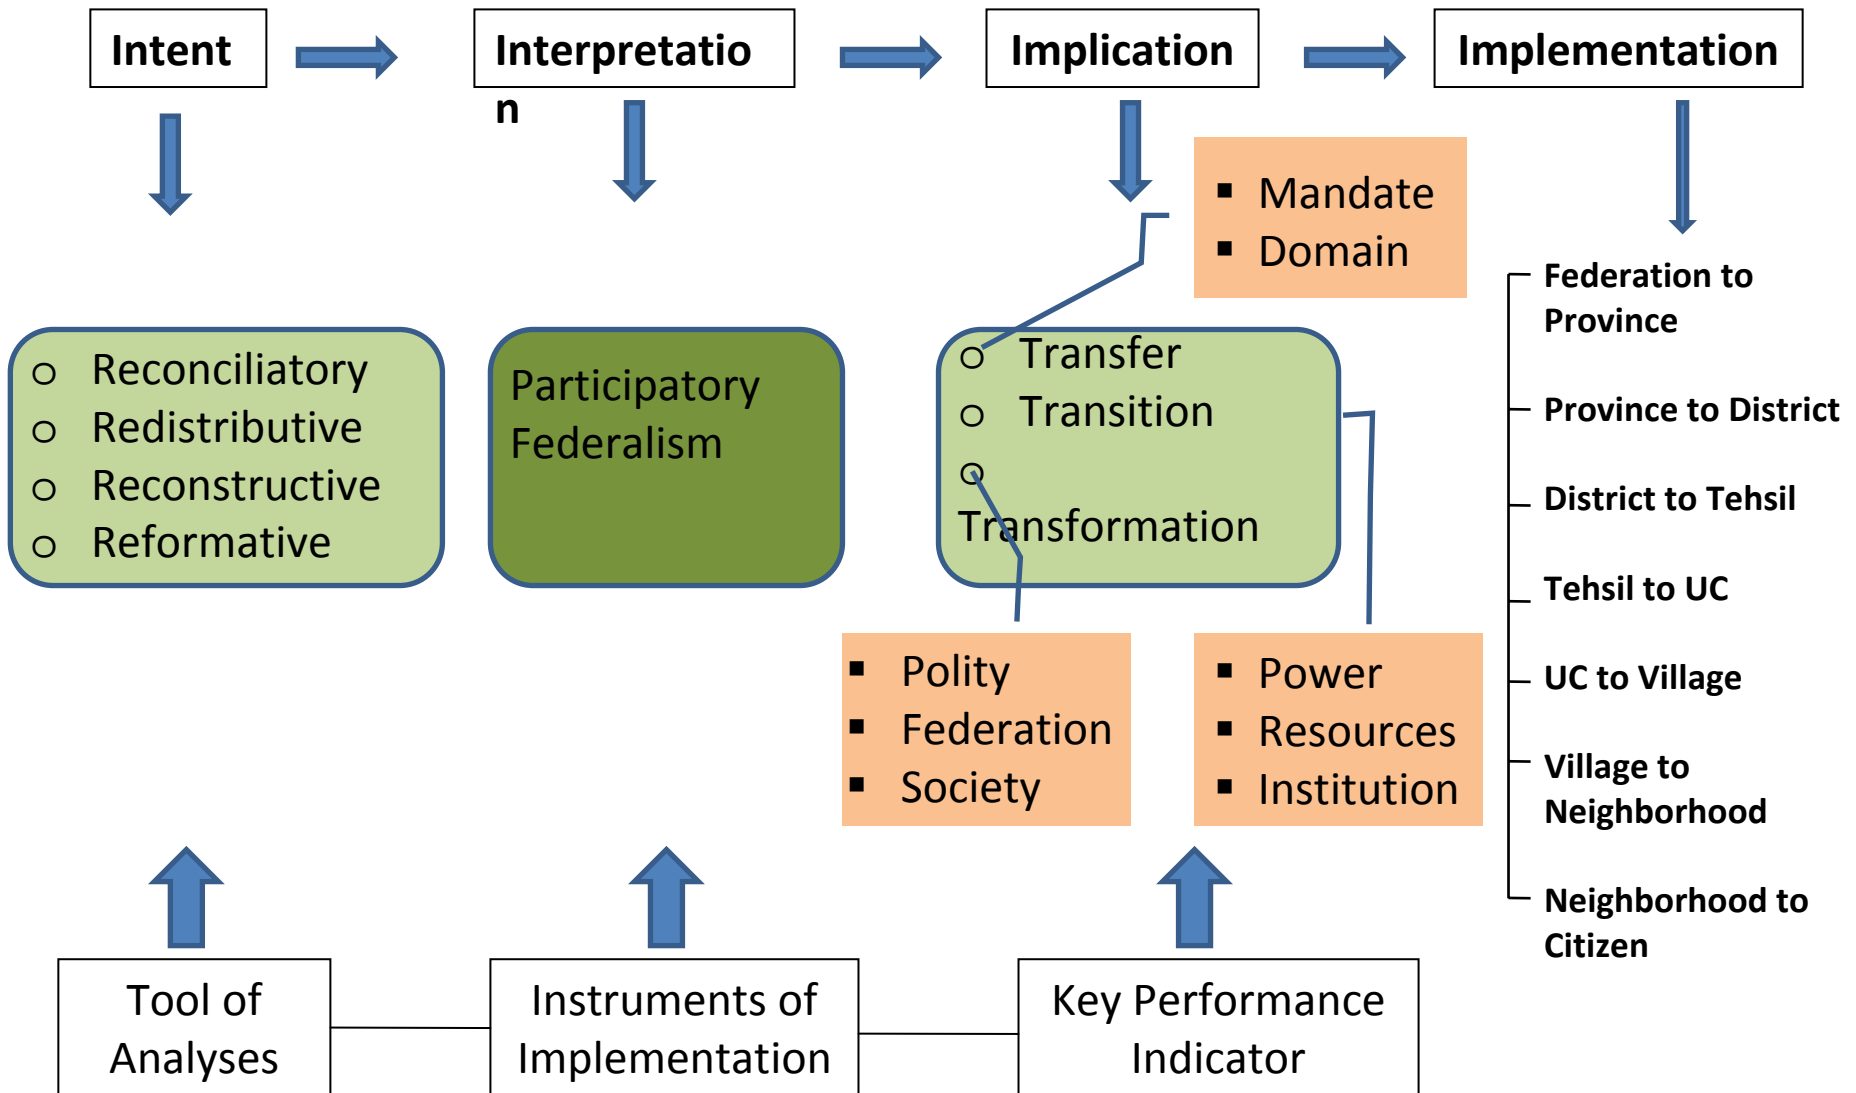 Intent
Interpretatio
n
Implication
Implementation
▪ Mandate
▪ Domain
o Reconciliatory
o Redistributive
o Reconstructive
o Reformative
Participatory
Federalism
o Transfer
o Transition
o
Transformation
▪ Polity
▪ Federation
▪ Society
▪ Power
▪ Resources
▪ Institution
Federation to
Province
Province to District
District to Tehsil
Tehsil to UC
UC to Village
Village to
Neighborhood
Neighborhood to
Citizen
Tool of
Analyses
Instruments of
Implementation
Key Performance
Indicator